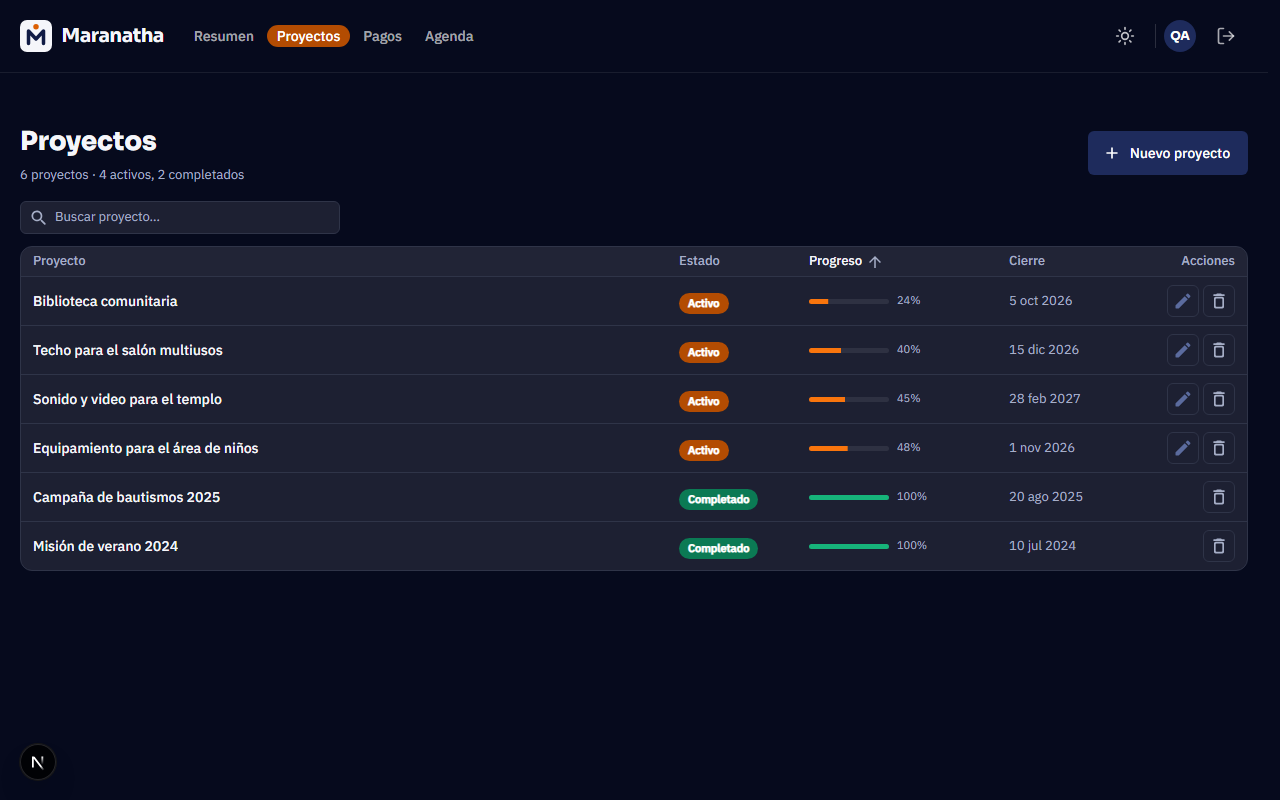 Maranatha Resumen Proyectos Pagos Agenda QA
Proyectos
+ Nuevo proyecto
6 proyectos · 4 activos, 2 completados
Buscar proyecto...
Proyecto Estado Progreso ↑ Cierre Acciones
Biblioteca comunitaria Activo 24% 5 oct 2026
Techo para el salón multiusos Activo 40% 15 dic 2026
Sonido y video para el templo Activo 45% 28 feb 2027
Equipamiento para el área de niños Activo 48% 1 nov 2026
Campaña de bautismos 2025 Completado 100% 20 ago 2025
Misión de verano 2024 Completado 100% 10 jul 2024
N